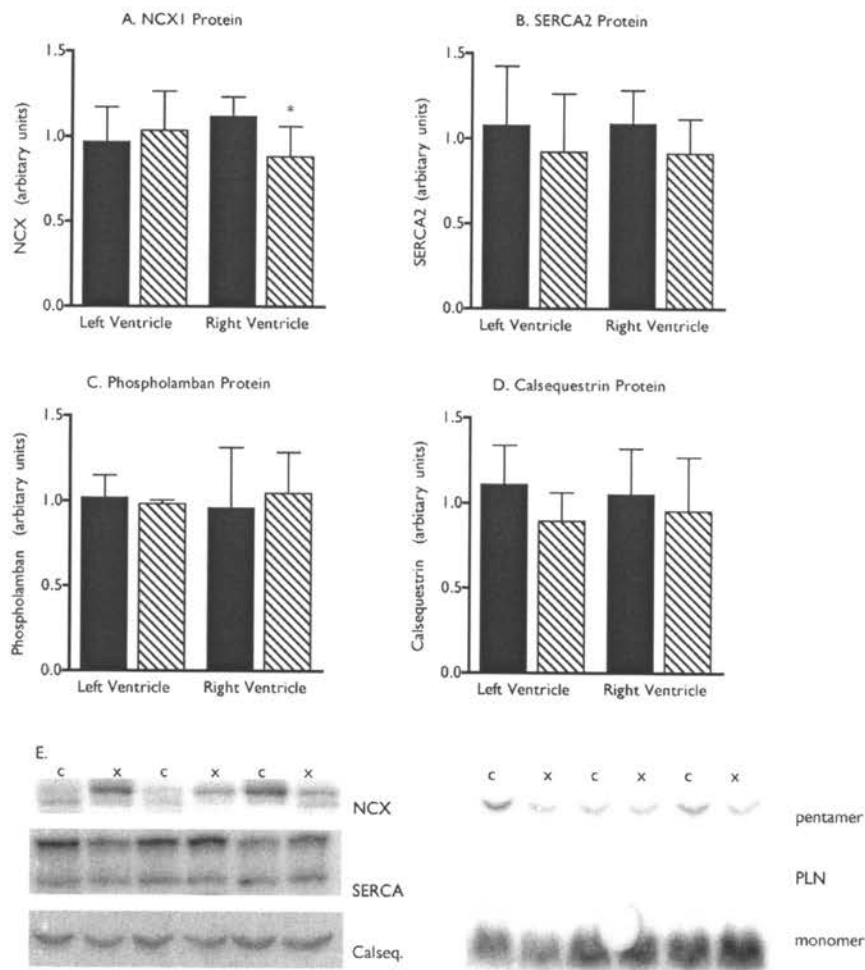 A. NCX1 Protein
1.5
1.0
0.5
0.0
NCX (arbitary units)
*
Left Ventricle Right Ventricle
B. SERCA2 Protein
1.5
1.0
0.5
0.0
SERCA2 (arbitary units)
Left Ventricle Right Ventricle
C. Phospholamban Protein
1.5
1.0
0.5
0.0
Phospholamban (arbitary units)
Left Ventricle Right Ventricle
D. Calsequestrin Protein
1.5
1.0
0.5
0.0
Calsequestrin (arbitary units)
Left Ventricle Right Ventricle
E.
c x c x c x
NCX
SERCA
Calseq.
c x c x c x
pentamer
PLN
monomer